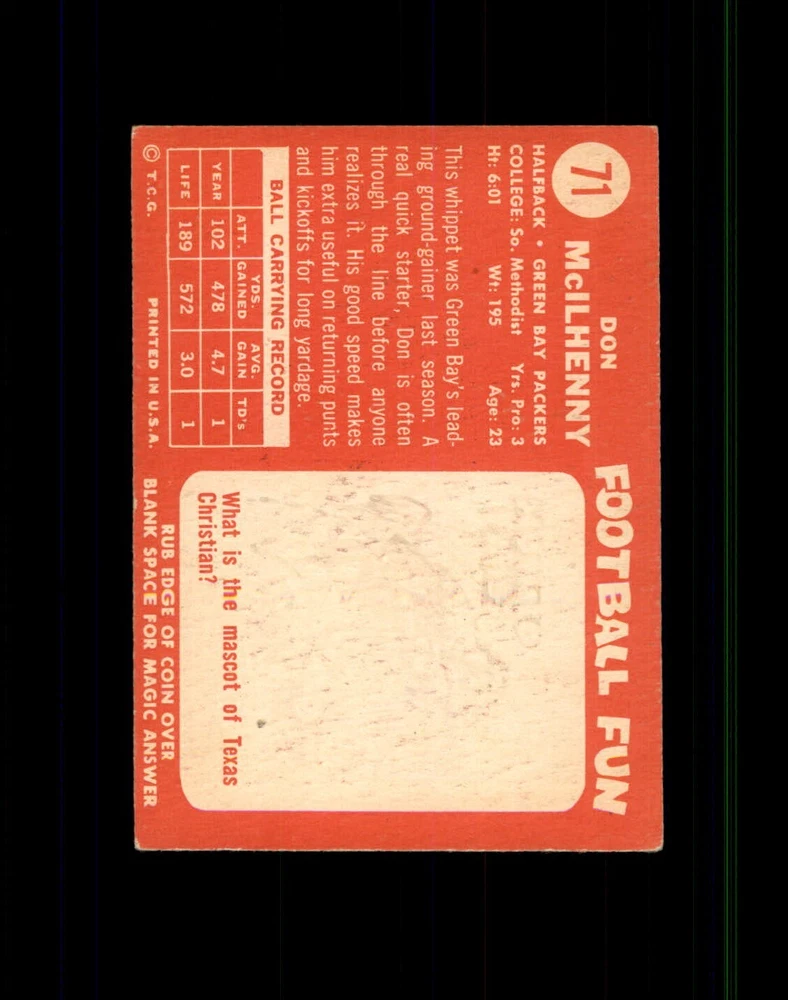 71
DON
McILHENNY
HALFBACK • GREEN BAY PACKERS
COLLEGE: So. Methodist Yrs. Pro: 3
Ht: 6:01 Wt: 195 Age: 23
This whippet was Green Bay's lead-
ing ground-gainer last season. A
real quick starter, Don is often
through the line before anyone
realizes it. His good speed makes
him extra useful on returning punts
and kickoffs for long yardage.
BALL CARRYING RECORD
ATT. YDS. GAINED AVG. GAIN TD's
YEAR 102 478 4.7 1
LIFE 189 572 3.0 1
© T.C.G. PRINTED IN U.S.A.
FOOTBALL FUN
What is the mascot of Texas
Christian?
RUB EDGE OF COIN OVER
BLANK SPACE FOR MAGIC ANSWER